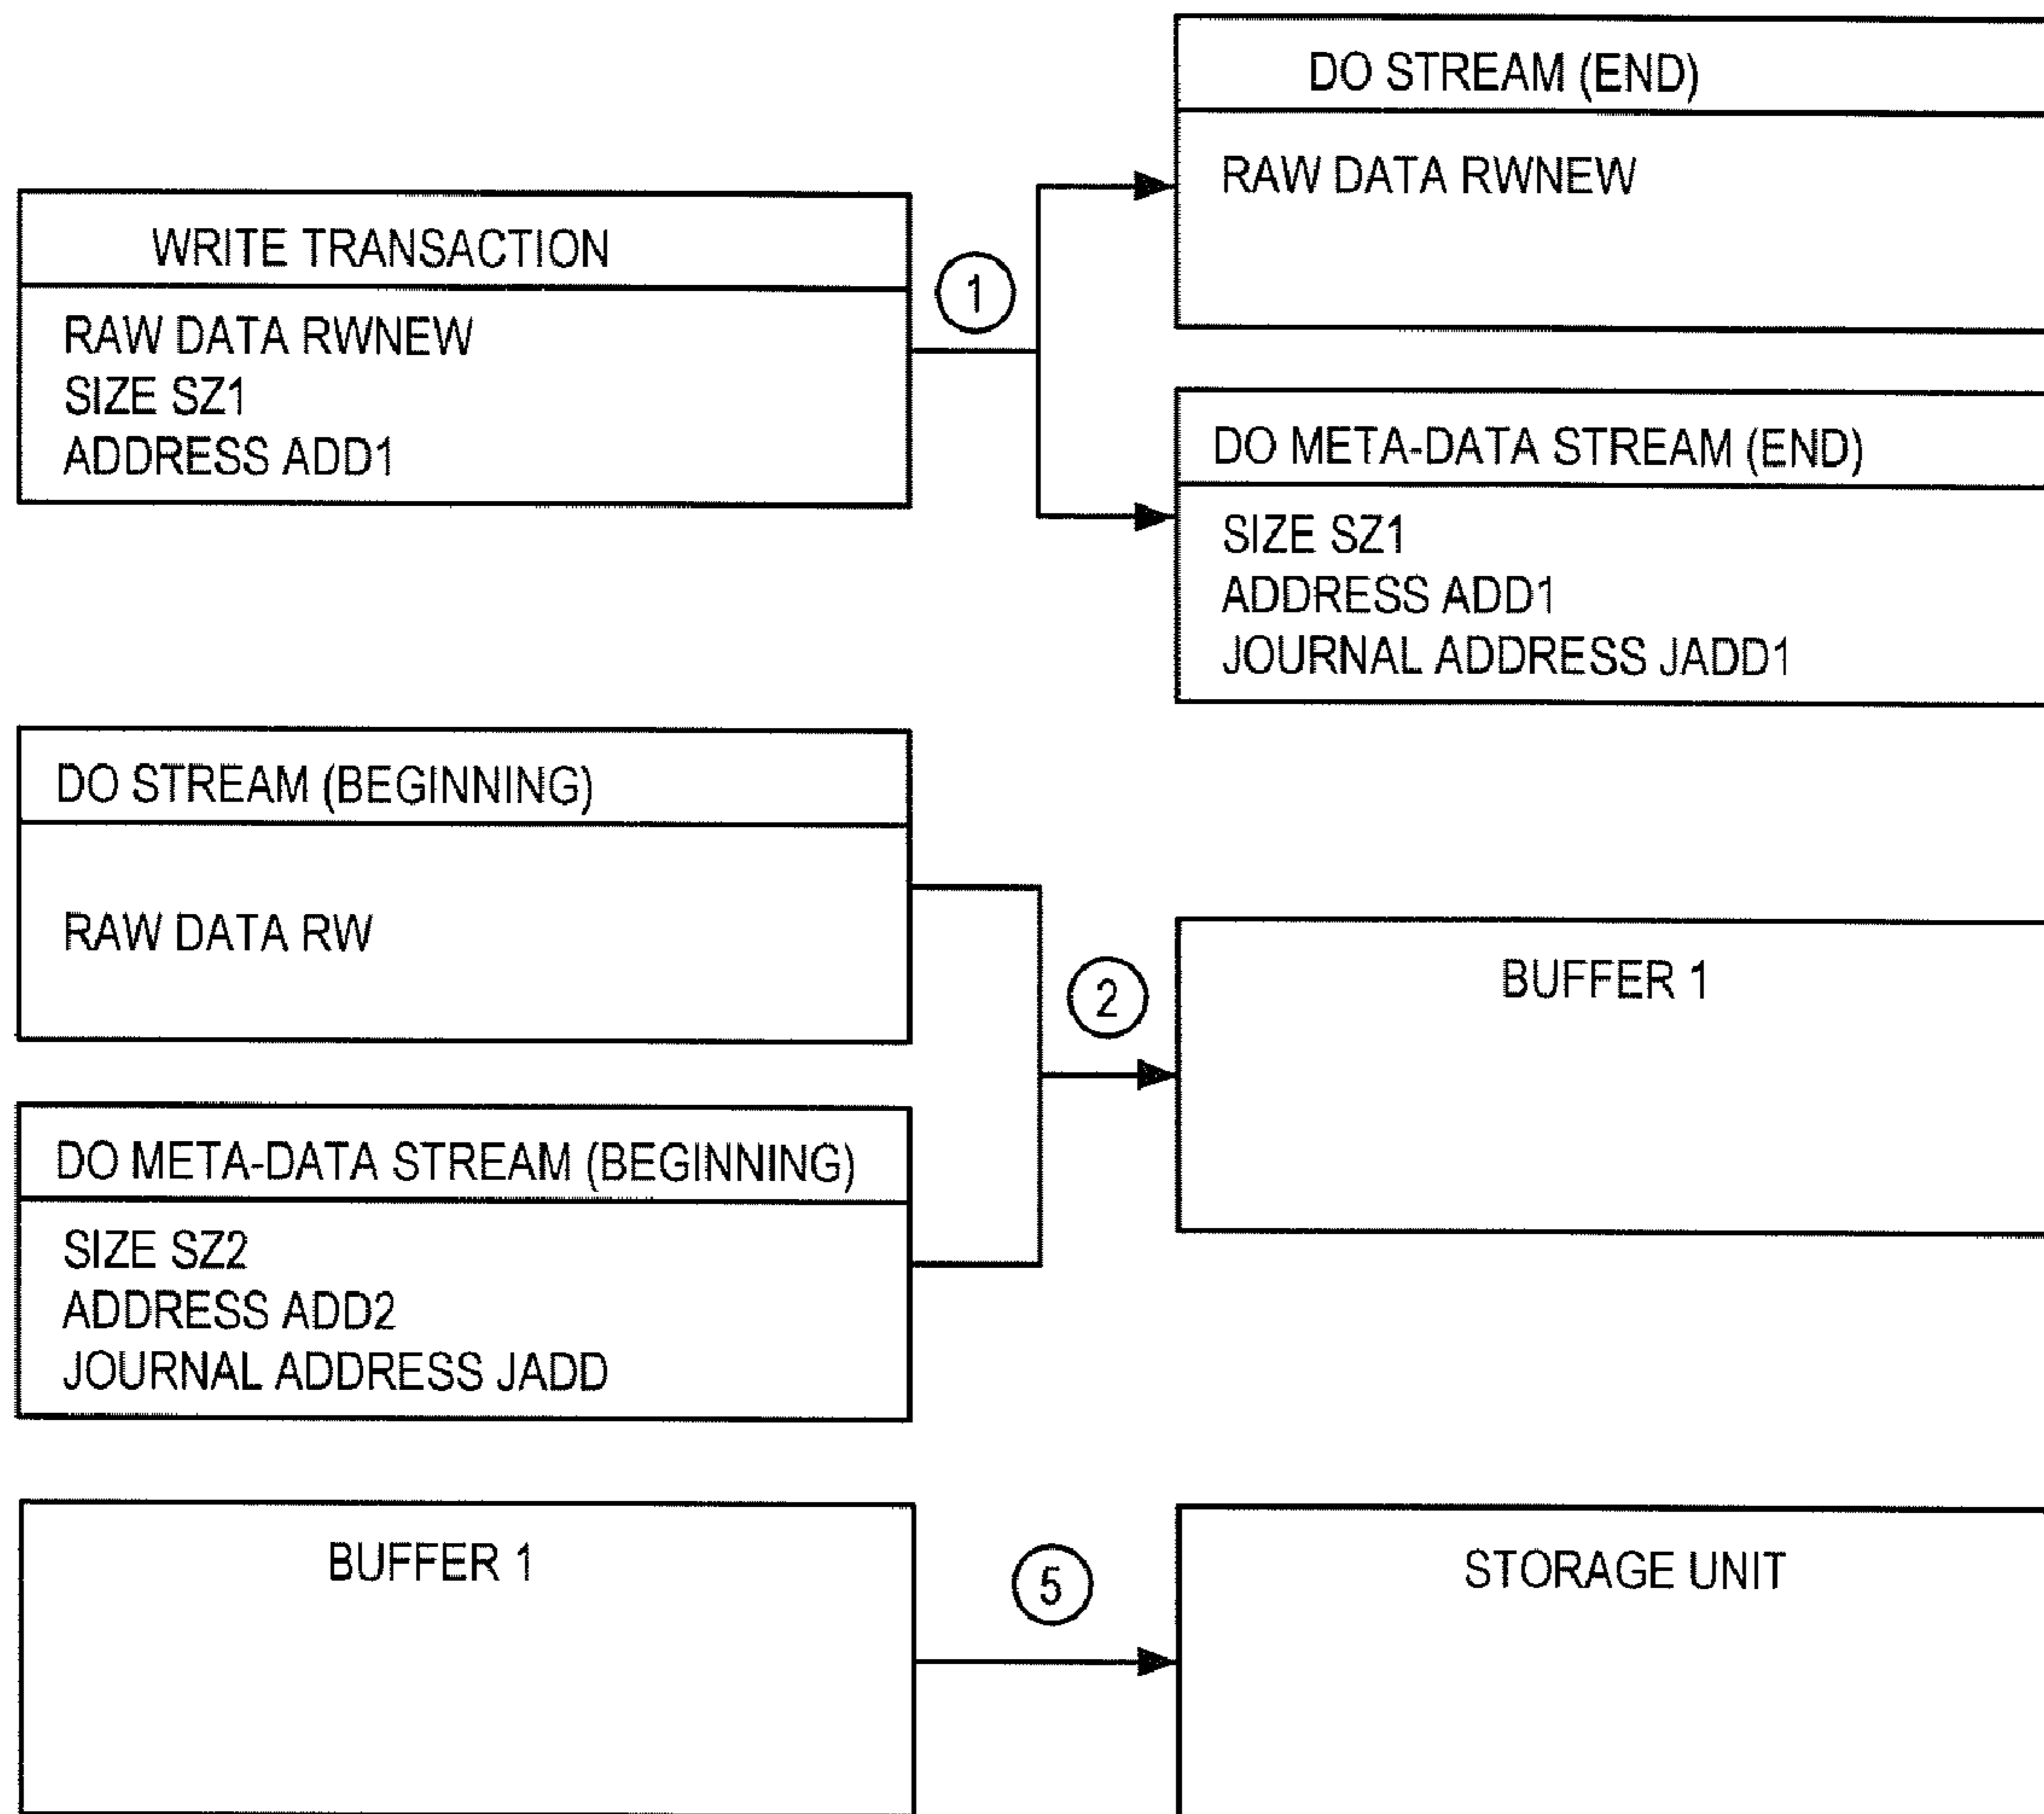 WRITE TRANSACTION
RAW DATA RWNEW
SIZE SZ1
ADDRESS ADD1
1
DO STREAM (END)
RAW DATA RWNEW
DO META-DATA STREAM (END)
SIZE SZ1
ADDRESS ADD1
JOURNAL ADDRESS JADD1
DO STREAM (BEGINNING)
RAW DATA RW
DO META-DATA STREAM (BEGINNING)
SIZE SZ2
ADDRESS ADD2
JOURNAL ADDRESS JADD
2
BUFFER 1
BUFFER 1
5
STORAGE UNIT